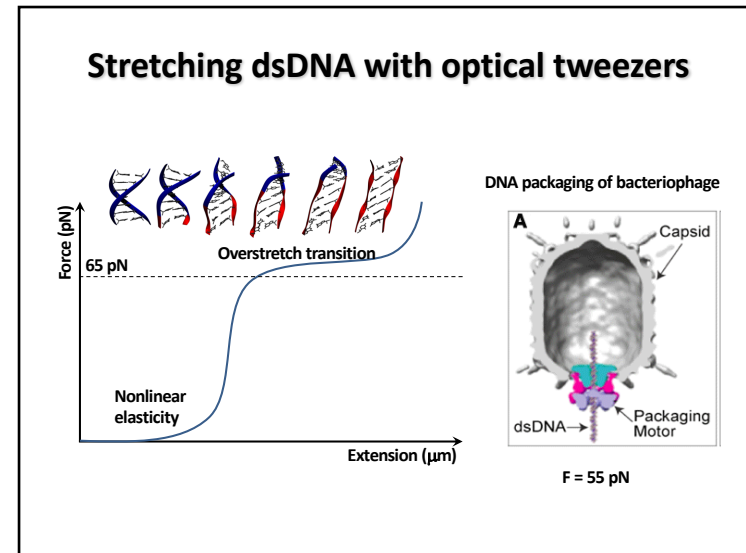 Stretching dsDNA with optical tweezers
DNA packaging of bacteriophage
Force (pN)
65 pN
Overstretch transition
Nonlinear
elasticity
Extension (μm)
A
Capsid
dsDNA
Packaging
Motor
F = 55 pN